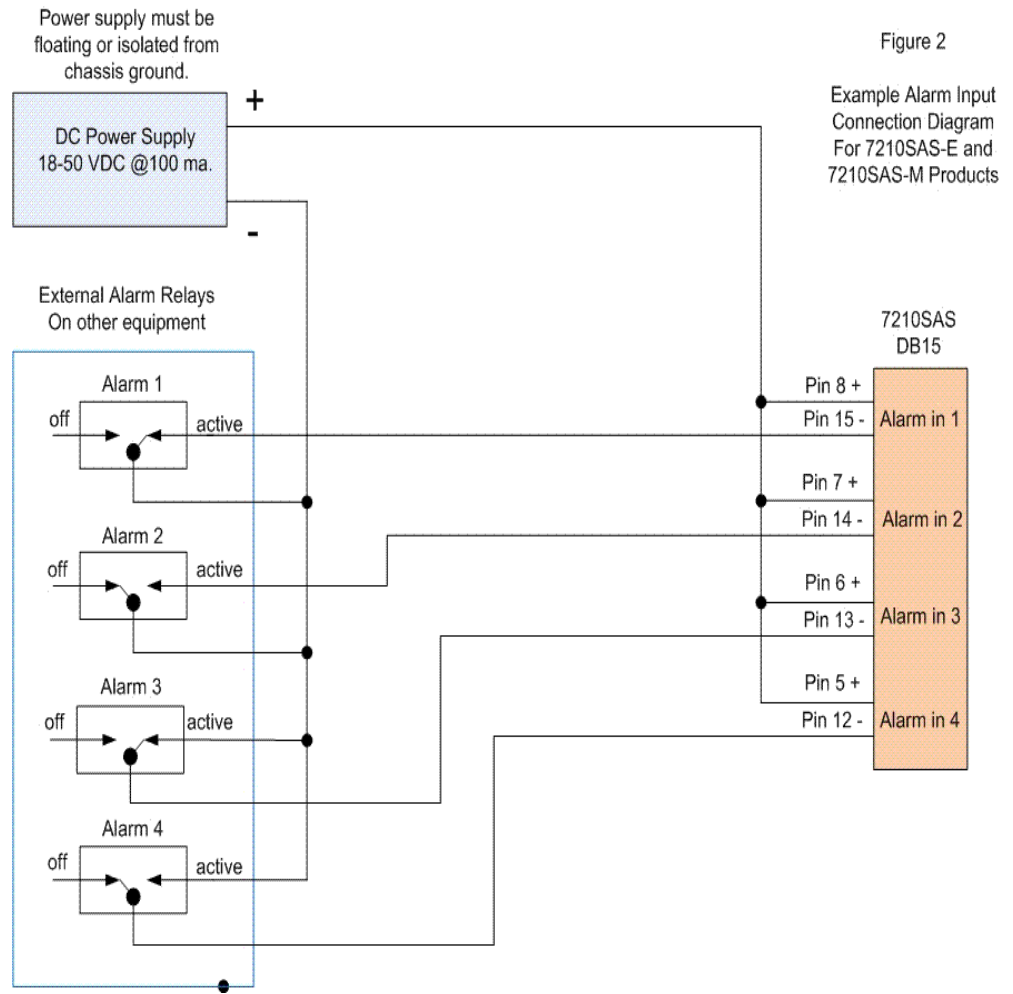 Power supply must be
floating or isolated from
chassis ground.
Figure 2
Example Alarm Input
Connection Diagram
For 7210SAS-E and
7210SAS-M Products
+
DC Power Supply
18-50 VDC @100 ma.
-
External Alarm Relays
On other equipment
7210SAS
DB15
Alarm 1
off
active
Pin 8 +
Pin 15 -
Alarm in 1
Alarm 2
off
active
Pin 7 +
Pin 14 -
Alarm in 2
Alarm 3
off
active
Pin 6 +
Pin 13 -
Alarm in 3
Alarm 4
off
active
Pin 5 +
Pin 12 -
Alarm in 4